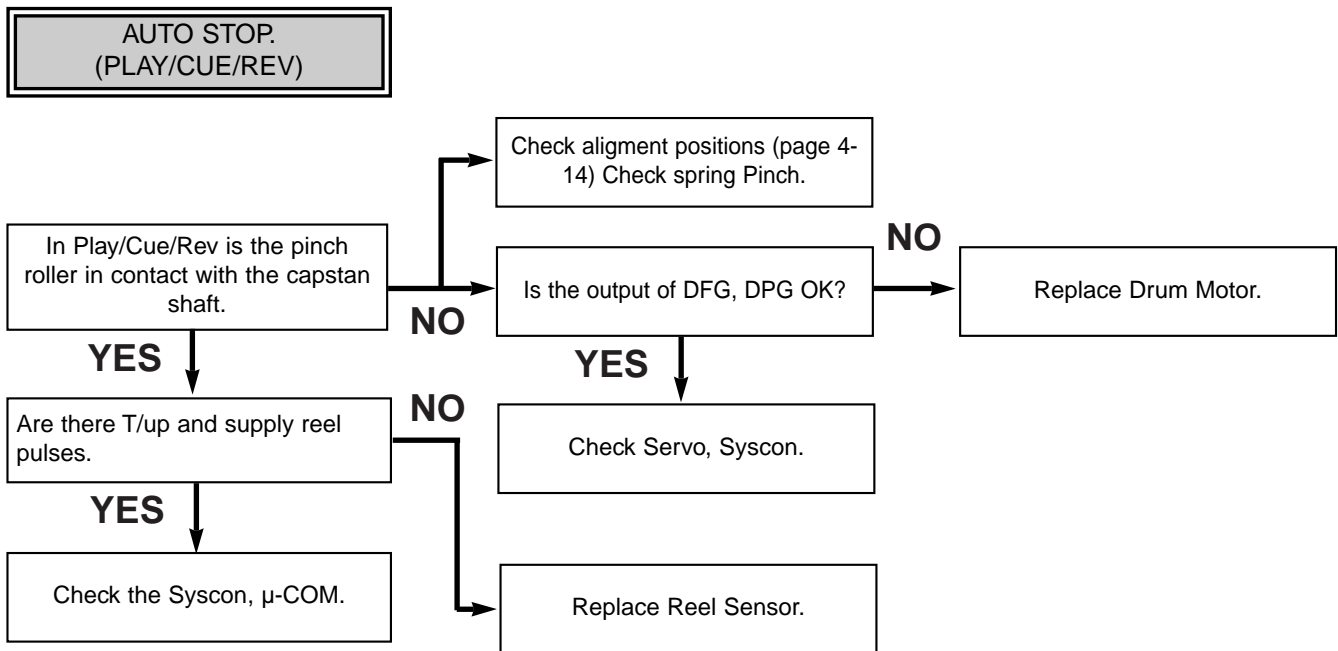 AUTO STOP.
(PLAY/CUE/REV)
Check aligment positions (page 4-
14) Check spring Pinch.
In Play/Cue/Rev is the pinch
roller in contact with the capstan
shaft.
NO
Is the output of DFG, DPG OK?
NO
Replace Drum Motor.
YES
YES
Are there T/up and supply reel
pulses.
NO
Check Servo, Syscon.
YES
Check the Syscon, µ-COM.
Replace Reel Sensor.